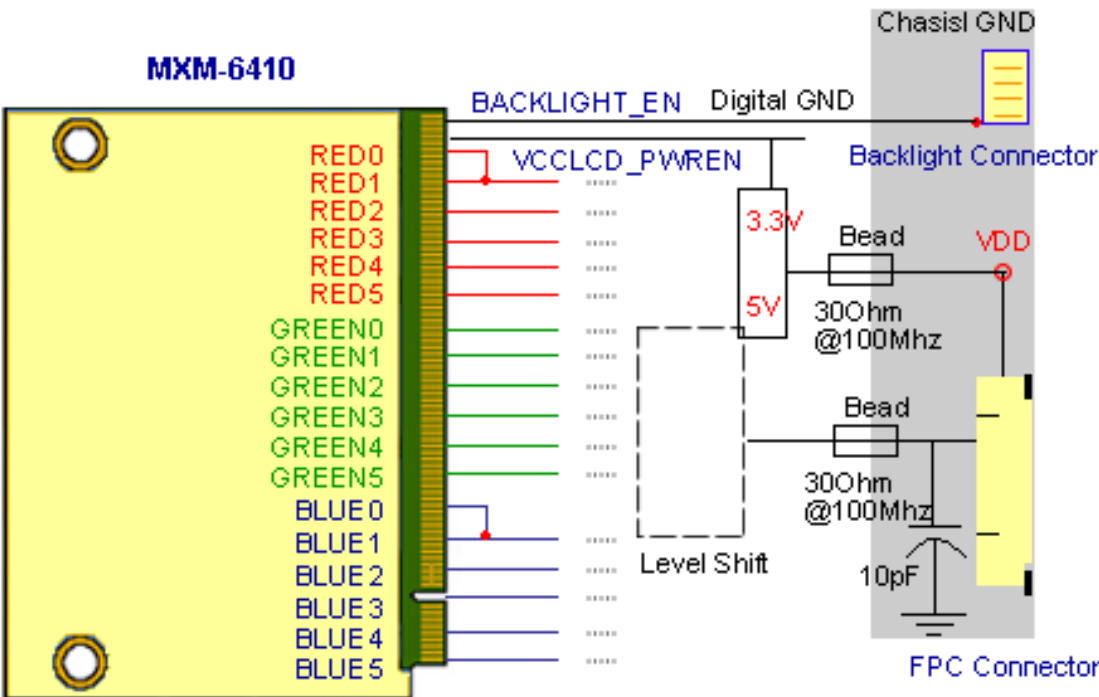 Chasisl GND
MXM-6410
BACKLIGHT_EN Digital GND
VCCLCD_PWREN
Backlight Connector
RED0
RED1
RED2
RED3
RED4
RED5
GREEN0
GREEN1
GREEN2
GREEN3
GREEN4
GREEN5
BLUE0
BLUE1
BLUE2
BLUE3
BLUE4
BLUE5
3.3V
5V
Bead
30Ohm
@100Mhz
VDD
Bead
30Ohm
@100Mhz
Level Shift
10pF
FPC Connector